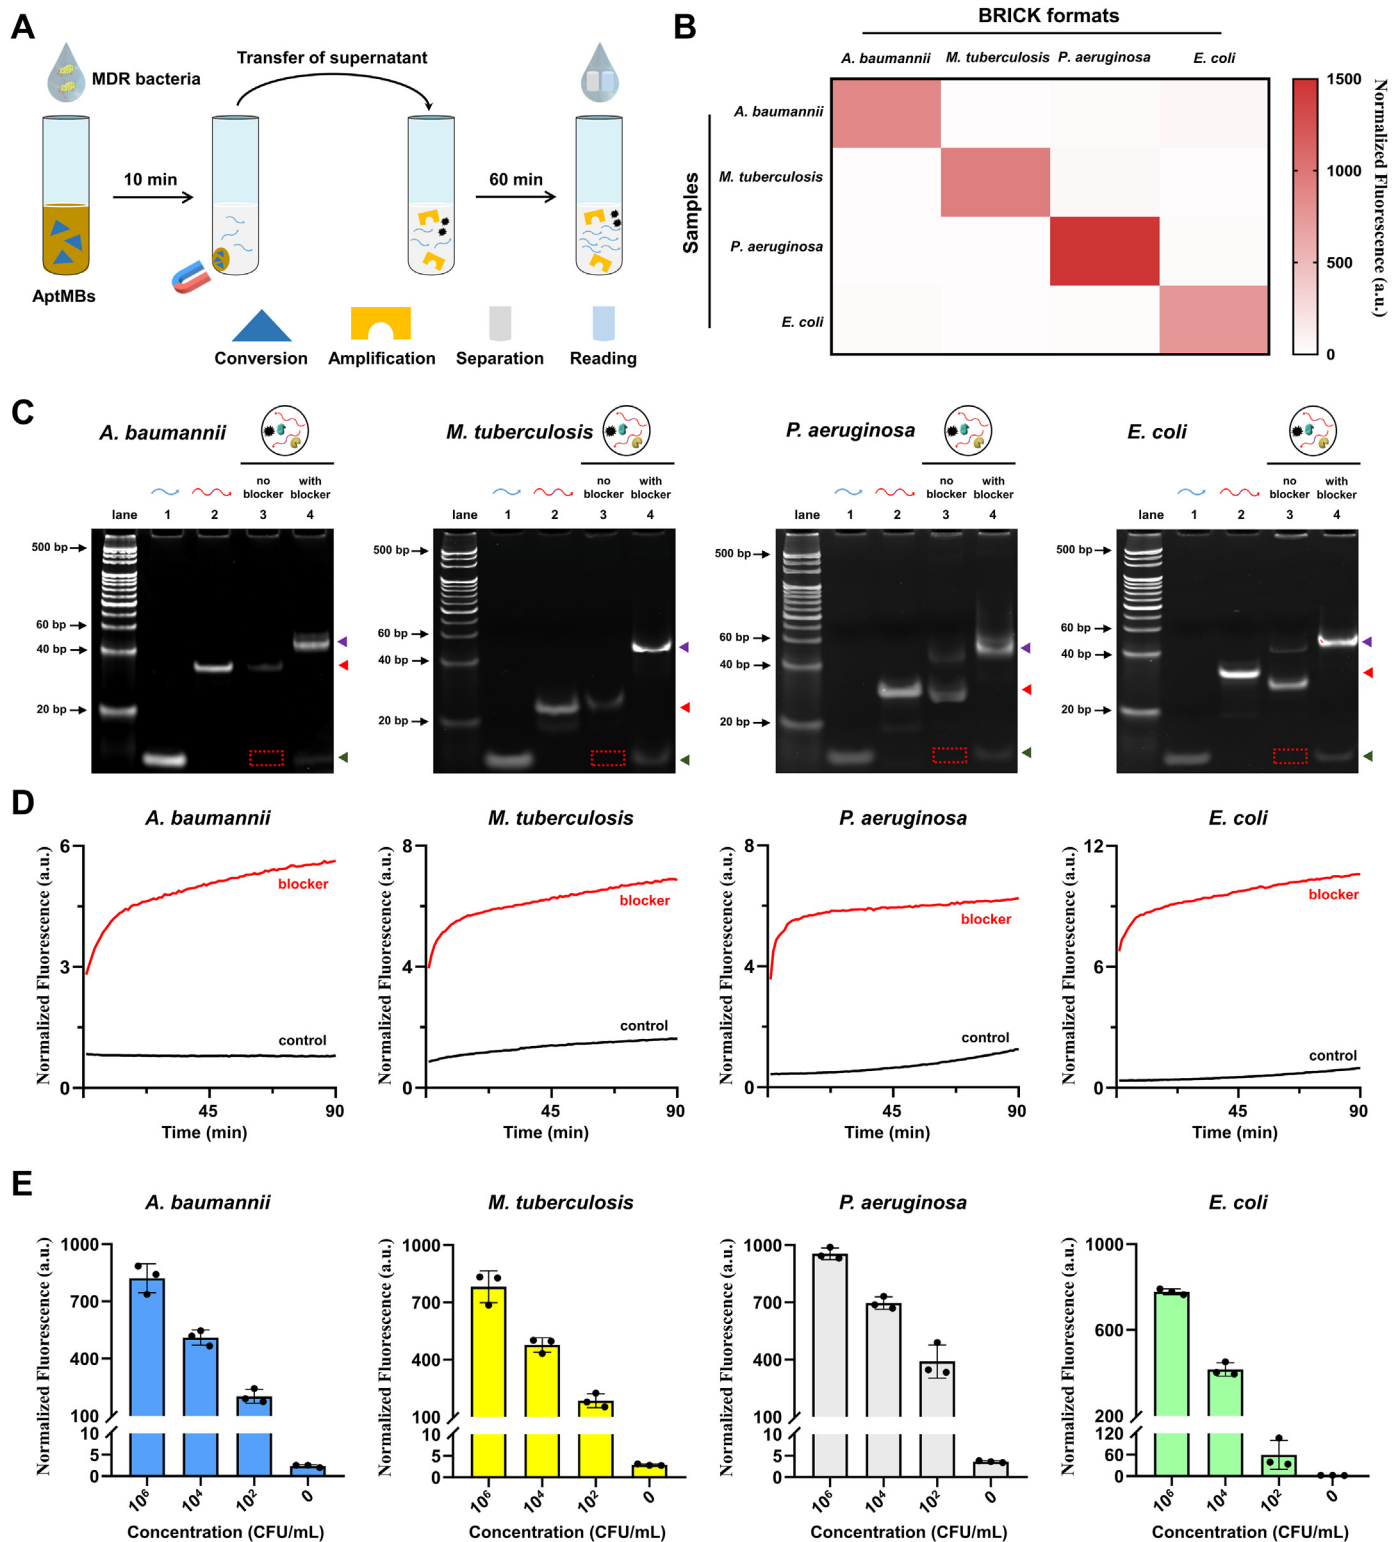 A
MDR bacteria
Transfer of supernatant
10 min
60 min
AptMBs
Conversion
Amplification
Separation
Reading
B
BRICK formats
A. baumannii
M. tuberculosis
P. aeruginosa
E. coli
Samples
A. baumannii
M. tuberculosis
P. aeruginosa
E. coli
1500
1000
500
0
Normalized Fluorescence (a.u.)
C
A. baumannii
no blocker
with blocker
lane 1 2 3 4
500 bp
60 bp
40 bp
20 bp
M. tuberculosis
no blocker
with blocker
lane 1 2 3 4
500 bp
60 bp
40 bp
20 bp
P. aeruginosa
no blocker
with blocker
lane 1 2 3 4
500 bp
60 bp
40 bp
20 bp
E. coli
no blocker
with blocker
lane 1 2 3 4
500 bp
60 bp
40 bp
20 bp
D
A. baumannii
Normalized Fluorescence (a.u.)
6
3
0
blocker
control
45 90
Time (min)
M. tuberculosis
Normalized Fluorescence (a.u.)
8
4
0
blocker
control
45 90
Time (min)
P. aeruginosa
Normalized Fluorescence (a.u.)
8
4
0
blocker
control
45 90
Time (min)
E. coli
Normalized Fluorescence (a.u.)
12
6
0
blocker
control
45 90
Time (min)
E
A. baumannii
Normalized Fluorescence (a.u.)
1000
700
400
100
10
5
0
10⁶ 10⁴ 10² 0
Concentration (CFU/mL)
M. tuberculosis
Normalized Fluorescence (a.u.)
1000
700
400
100
10
5
0
10⁶ 10⁴ 10² 0
Concentration (CFU/mL)
P. aeruginosa
Normalized Fluorescence (a.u.)
1000
700
400
100
10
5
0
10⁶ 10⁴ 10² 0
Concentration (CFU/mL)
E. coli
Normalized Fluorescence (a.u.)
1000
600
200
120
60
0
10⁶ 10⁴ 10² 0
Concentration (CFU/mL)